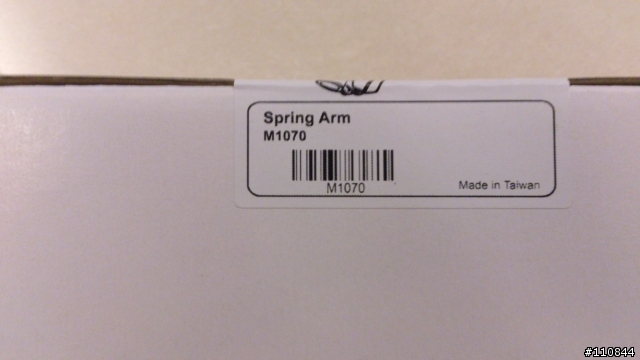 Spring Arm
M1070
M1070
Made in Taiwan
#110844